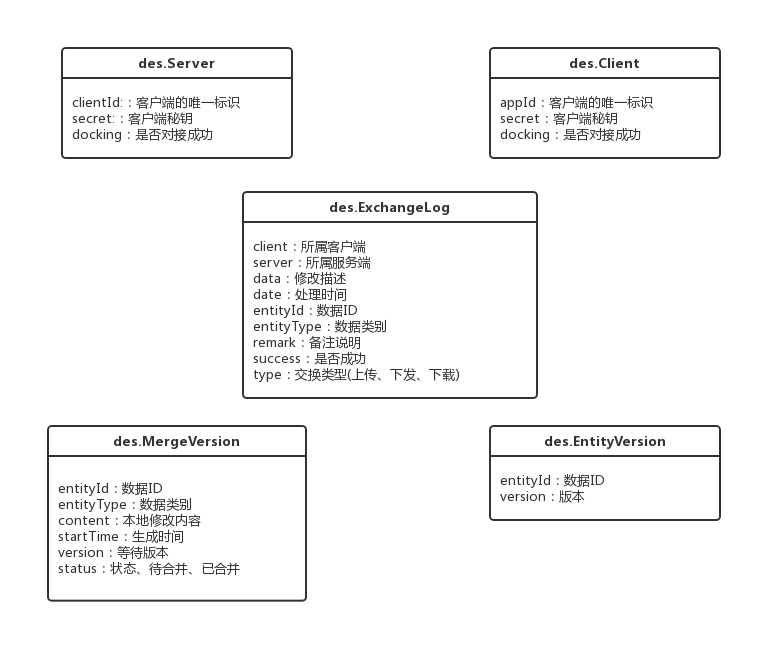 des.Server
clientId:：客户端的唯一标识
secret:：客户端秘钥
docking：是否对接成功
des.Client
appId：客户端的唯一标识
secret：客户端秘钥
docking：是否对接成功
des.ExchangeLog
client：所属客户端
server：所属服务端
data：修改描述
date：处理时间
entityId：数据ID
entityType：数据类别
remark：备注说明
success：是否成功
type：交换类型(上传、下发、下载)
des.MergeVersion
entityId：数据ID
entityType：数据类别
content：本地修改内容
startTime：生成时间
version：等待版本
status：状态、待合并、已合并
des.EntityVersion
entityId：数据ID
version：版本